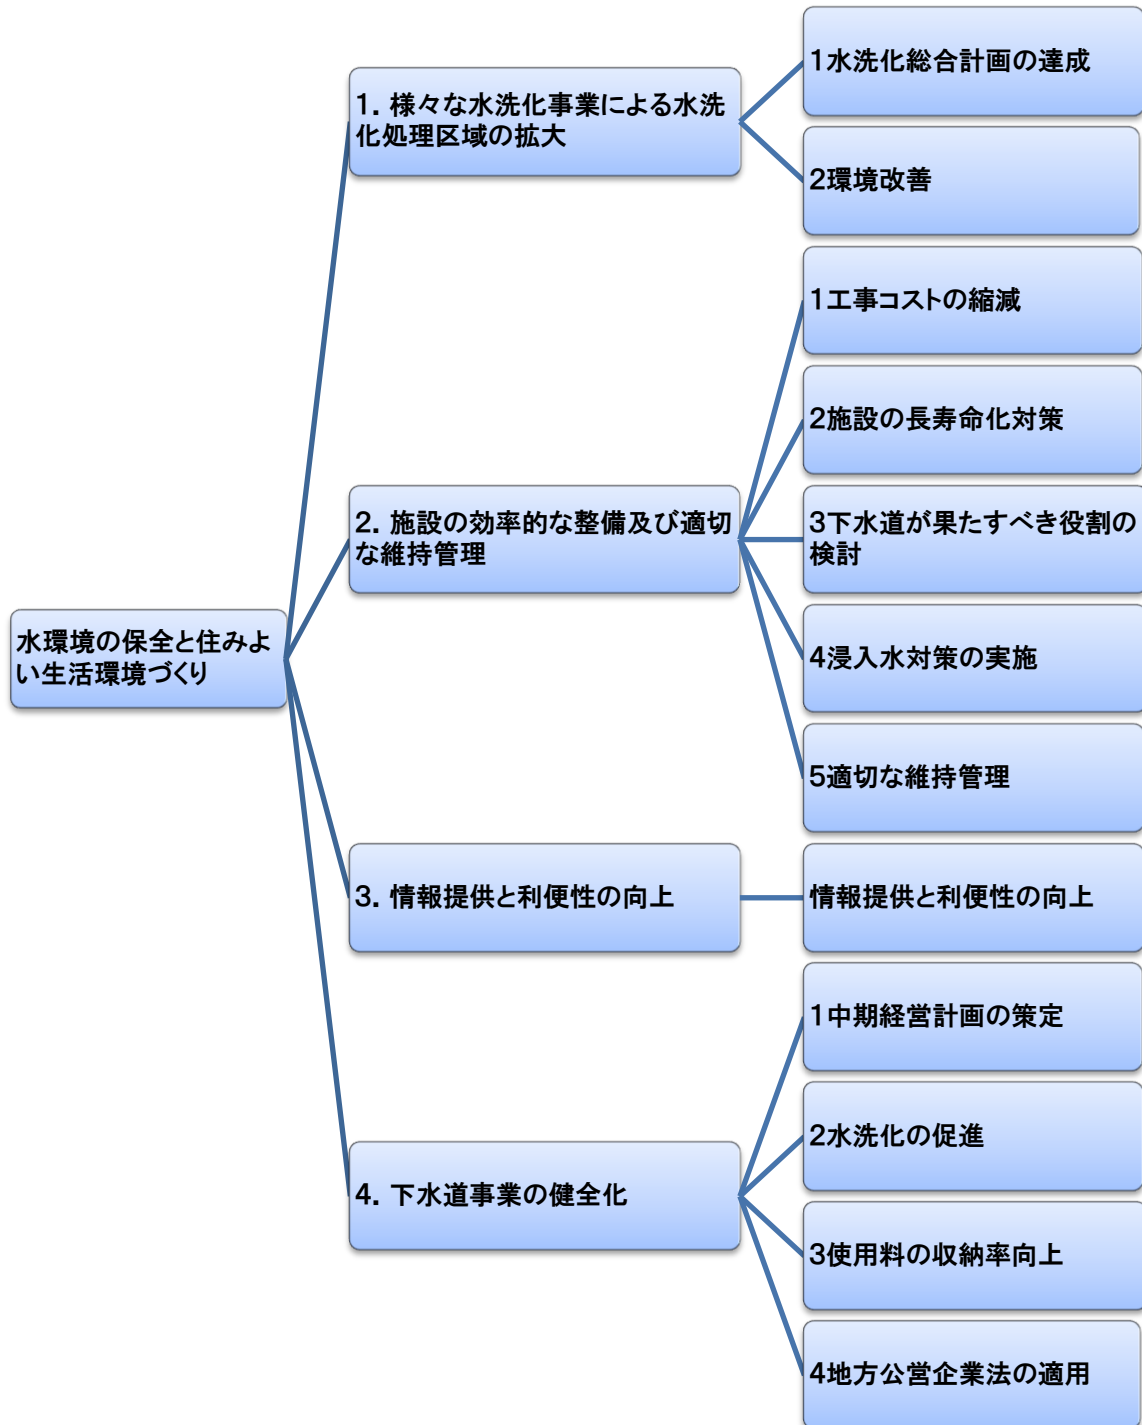 水環境の保全と住みよ
い生活環境づくり
1. 様々な水洗化事業による水洗
化処理区域の拡大
1水洗化総合計画の達成
2環境改善
2. 施設の効率的な整備及び適切
な維持管理
1工事コストの縮減
2施設の長寿命化対策
3下水道が果たすべき役割の
検討
4浸入水対策の実施
5適切な維持管理
3. 情報提供と利便性の向上
情報提供と利便性の向上
4. 下水道事業の健全化
1中期経営計画の策定
2水洗化の促進
3使用料の収納率向上
4地方公営企業法の適用